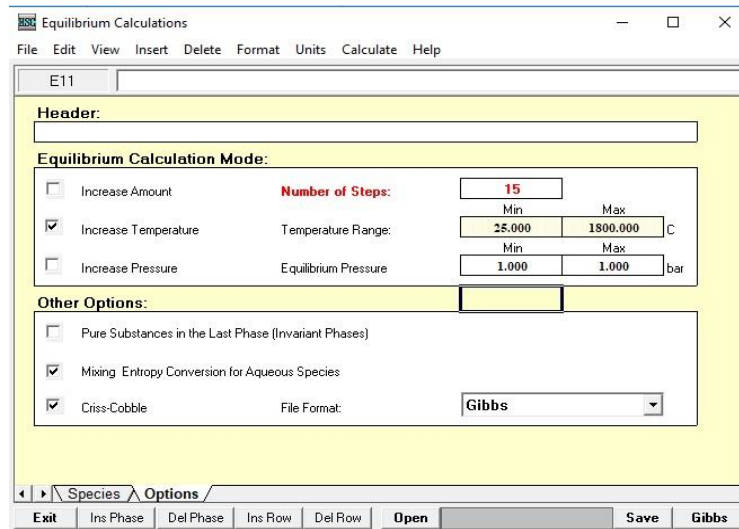 HSC Equilibrium Calculations
File Edit View Insert Delete Format Units Calculate Help
E11
Header:
Equilibrium Calculation Mode:
Increase Amount Number of Steps: 15
Min Max
Increase Temperature Temperature Range: 25.000 1800.000 C
Min Max
Increase Pressure Equilibrium Pressure 1.000 1.000 bar
Other Options:
Pure Substances in the Last Phase (Invariant Phases)
Mixing Entropy Conversion for Aqueous Species
Criss-Cobble File Format: Gibbs
Species Options
Exit Ins Phase Del Phase Ins Row Del Row Open Save Gibbs